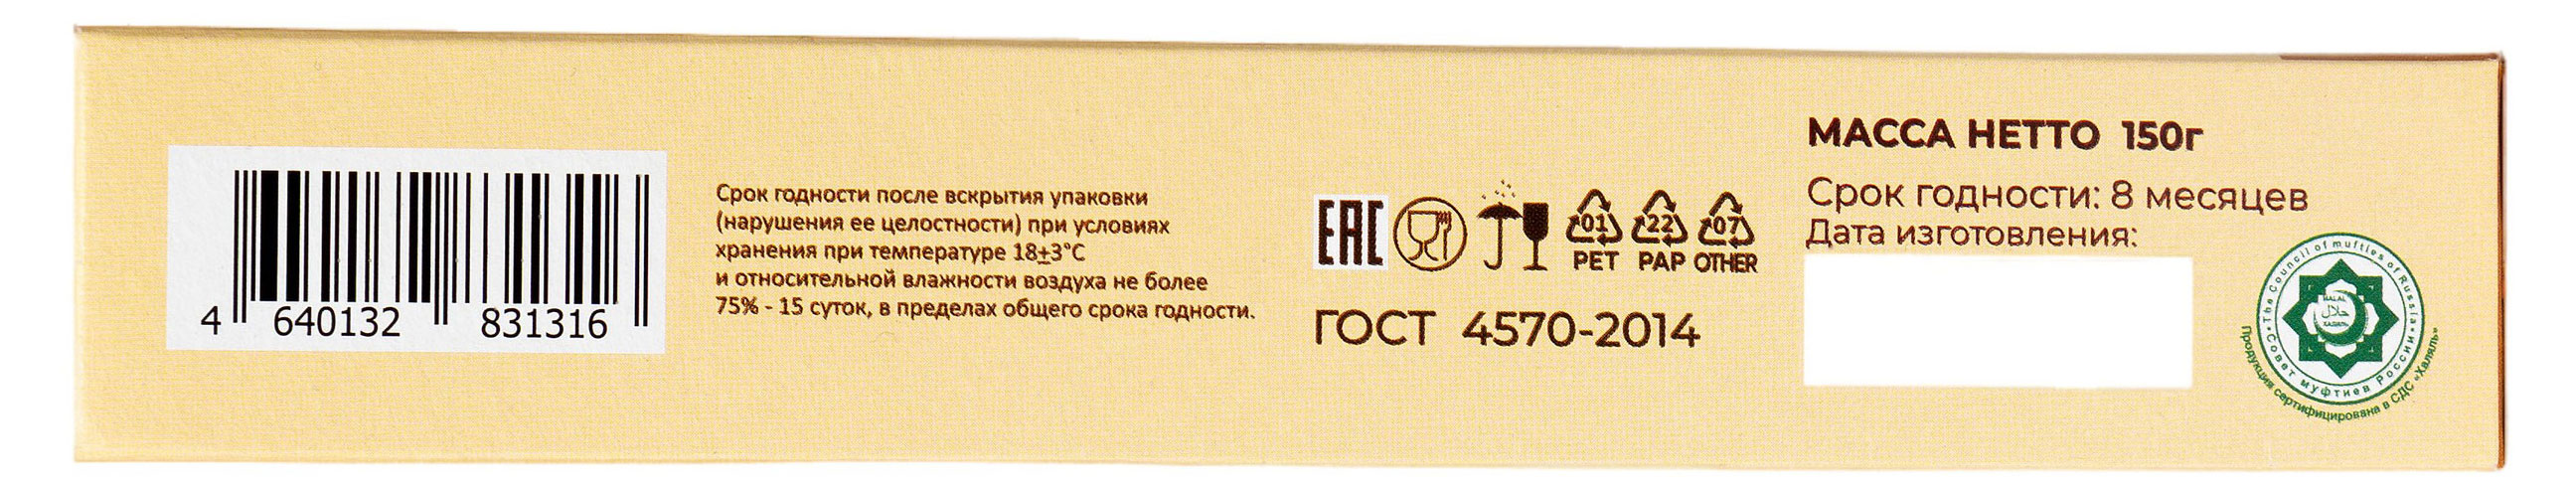 4 640132 831316
Срок годности после вскрытия упаковки
(нарушения ее целостности) при условиях
хранения при температуре 18±3°С
и относительной влажности воздуха не более
75% - 15 суток, в пределах общего срока годности.
EAC
01 22 07
PET PAP OTHER
ГОСТ 4570-2014
МАССА НЕТТО 150г
Срок годности: 8 месяцев
Дата изготовления:
• The Council of mufties of Russia •
HALAL
حلال
ХАЛЯЛЬ
Совет муфтиев России
Продукция сертифицирована в СДС «Халяль»